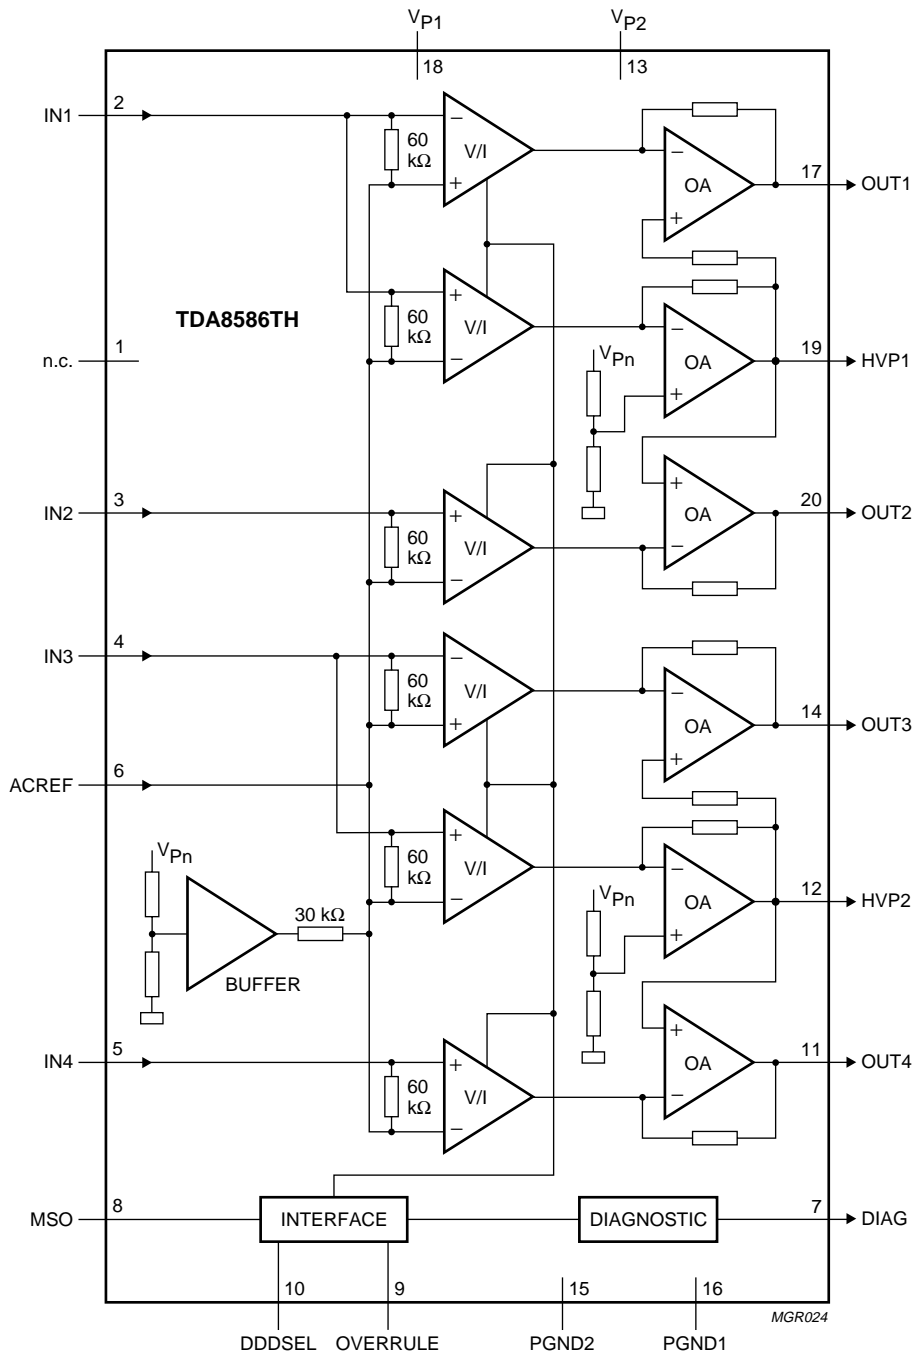 VP1
VP2
18
13
IN1
2
60
kΩ
−
+
V/I
−
+
OA
17
OUT1
TDA8586TH
60
kΩ
+
−
V/I
−
+
OA
n.c.
1
VPn
19
HVP1
IN2
3
60
kΩ
+
−
V/I
+
−
OA
20
OUT2
IN3
4
60
kΩ
−
+
V/I
−
+
OA
14
OUT3
ACREF
6
60
kΩ
+
−
V/I
−
+
OA
12
HVP2
VPn
VPn
30 kΩ
BUFFER
IN4
5
60
kΩ
+
−
V/I
+
−
OA
11
OUT4
MSO
8
INTERFACE
DIAGNOSTIC
7
DIAG
10
9
15
16
MGR024
DDDSEL
OVERRULE
PGND2
PGND1